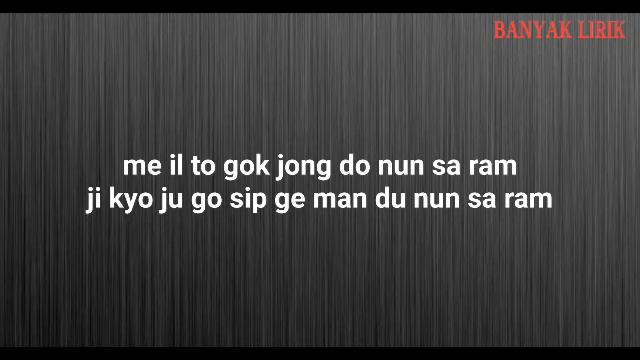 BANYAK LIRIK
me il to gok jong do nun sa ram
ji kyo ju go sip ge man du nun sa ram